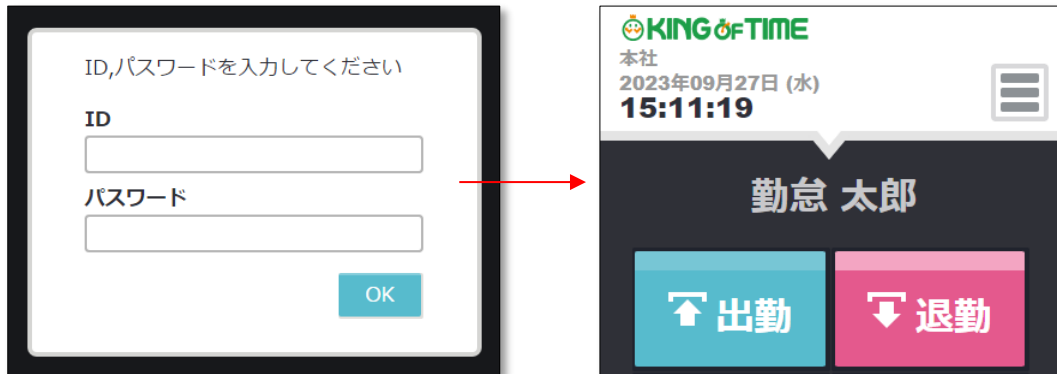 ID,パスワードを入力してください
ID
パスワード
OK
KING OF TIME
本社
2023年09月27日 (水)
15:11:19
勤怠 太郎
出勤
退勤